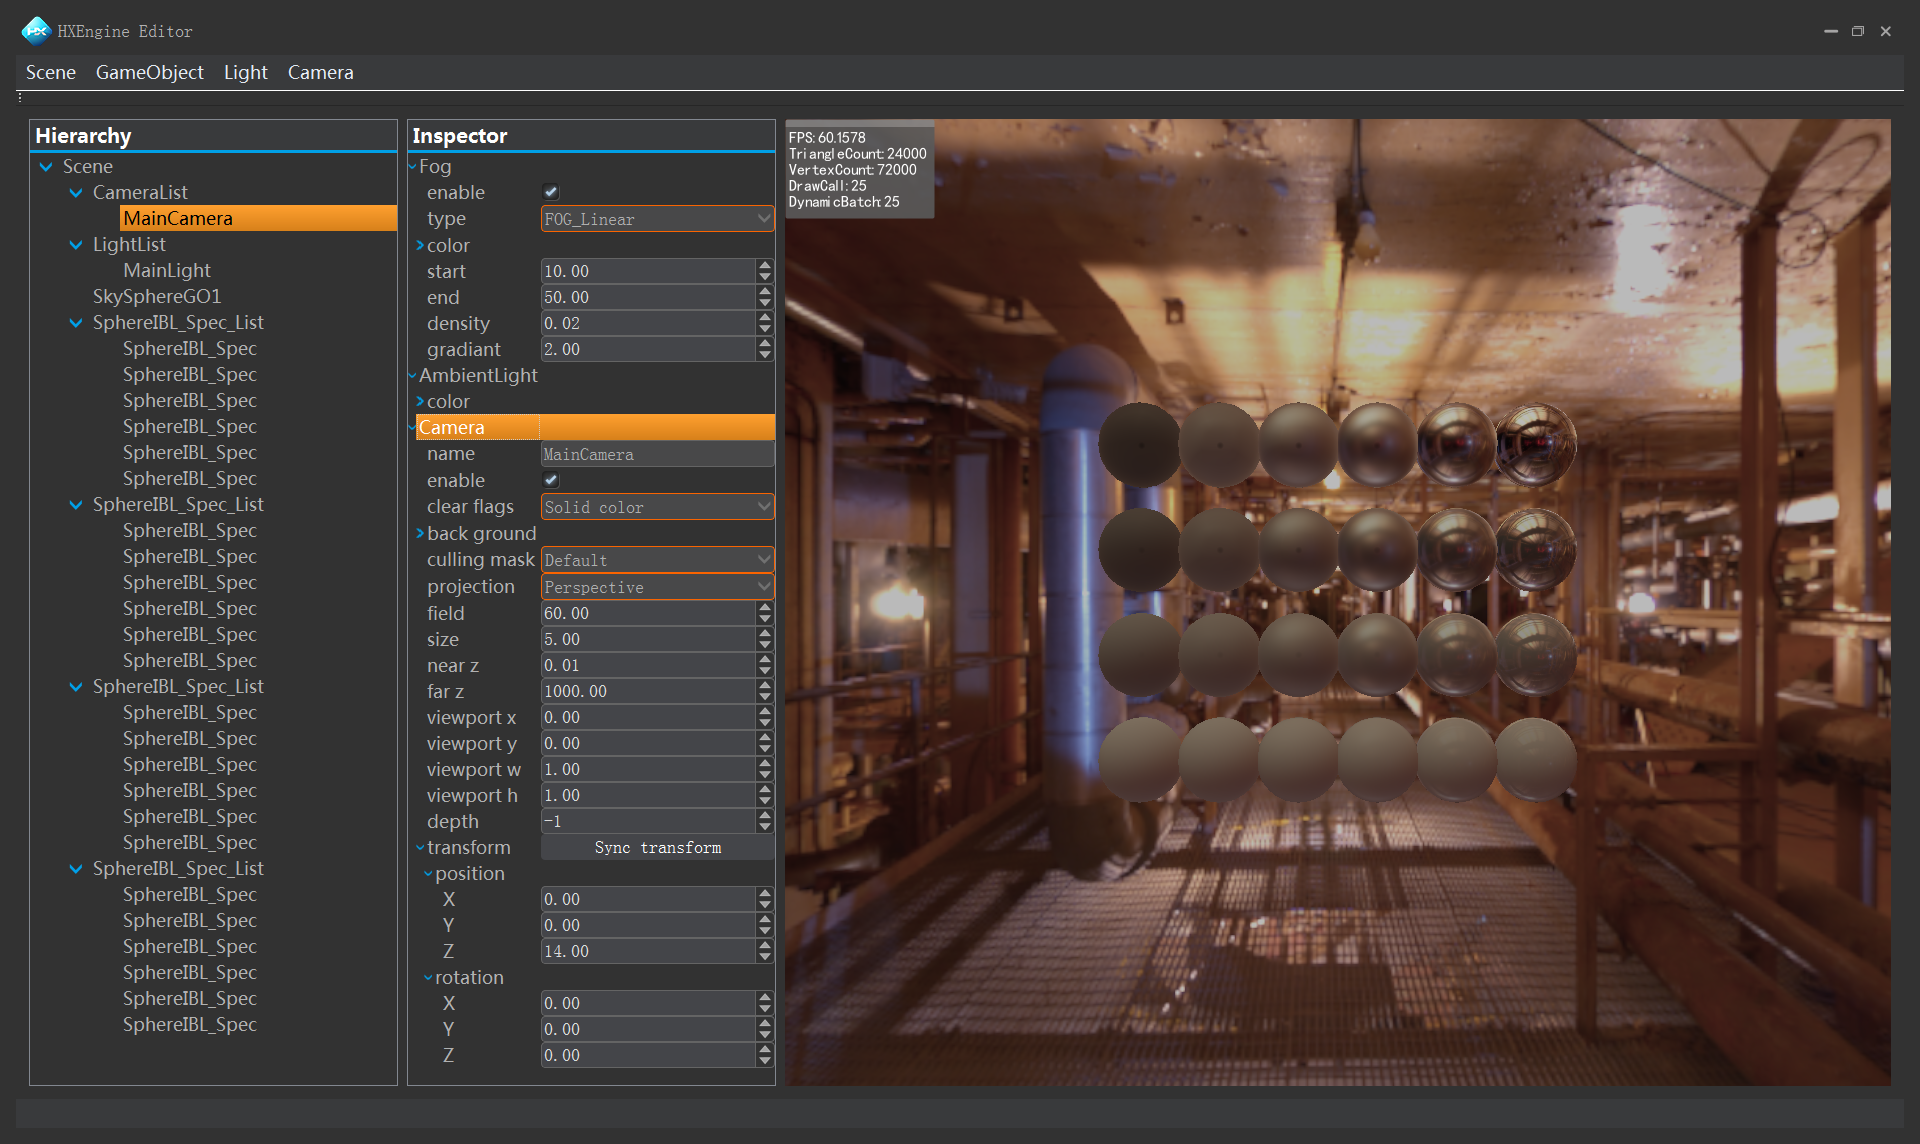 HX HXEngine Editor
Scene GameObject Light Camera
Hierarchy
Scene
CameraList
MainCamera
LightList
MainLight
SkySphereGO1
SphereIBL_Spec_List
SphereIBL_Spec
SphereIBL_Spec
SphereIBL_Spec
SphereIBL_Spec
SphereIBL_Spec
SphereIBL_Spec
SphereIBL_Spec_List
SphereIBL_Spec
SphereIBL_Spec
SphereIBL_Spec
SphereIBL_Spec
SphereIBL_Spec
SphereIBL_Spec
SphereIBL_Spec_List
SphereIBL_Spec
SphereIBL_Spec
SphereIBL_Spec
SphereIBL_Spec
SphereIBL_Spec
SphereIBL_Spec
SphereIBL_Spec_List
SphereIBL_Spec
SphereIBL_Spec
SphereIBL_Spec
SphereIBL_Spec
SphereIBL_Spec
SphereIBL_Spec
Inspector
Fog
enable
type FOG_Linear
color
start 10.00
end 50.00
density 0.02
gradiant 2.00
AmbientLight
color
Camera
name MainCamera
enable
clear flags Solid color
back ground
culling mask Default
projection Perspective
field 60.00
size 5.00
near z 0.01
far z 1000.00
viewport x 0.00
viewport y 0.00
viewport w 1.00
viewport h 1.00
depth -1
transform Sync transform
position
X 0.00
Y 0.00
Z 14.00
rotation
X 0.00
Y 0.00
Z 0.00
FPS: 60.1578
TriangleCount: 24000
VertexCount: 72000
DrawCall: 25
DynamicBatch: 25